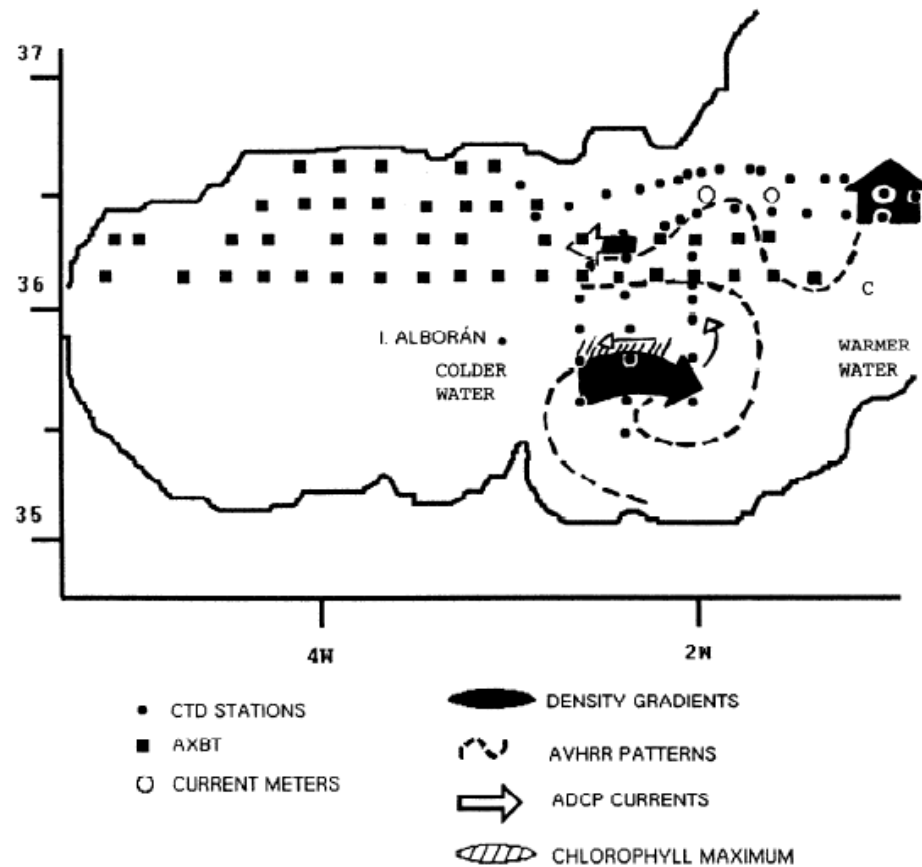 37
36
35
I. ALBORÁN
COLDER
WATER
C
WARMER
WATER
4W
2W
CTD STATIONS
AXBT
CURRENT METERS
DENSITY GRADIENTS
AVHRR PATTERNS
ADCP CURRENTS
CHLOROPHYLL MAXIMUM